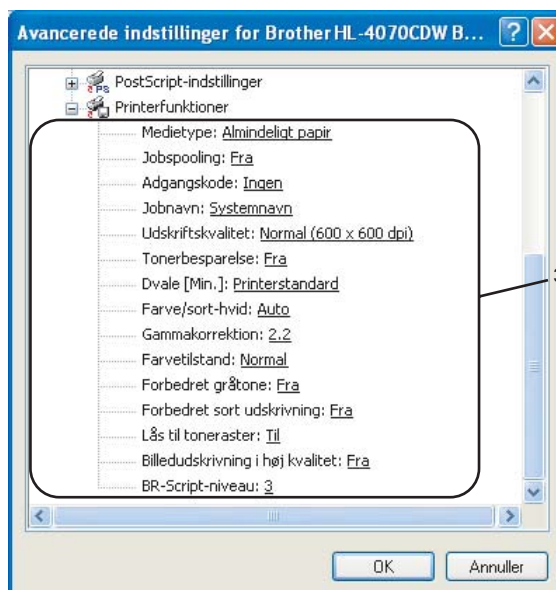 Avancerede indstillinger for Brother HL-4070CDW B...
PostScript-indstillinger
Printerfunktioner
Medietype: Almindeligt papir
Jobspooling: Fra
Adgangskode: Ingen
Jobnavn: Systemnavn
Udskriftskvalitet: Normal (600 x 600 dpi)
Tonerbesparelse: Fra
Dvale [Min.]: Printerstandard
Farve/sort-hvid: Auto
Gammakorrektion: 2.2
Farvetilstand: Normal
Forbedret gråtone: Fra
Forbedret sort udskrivning: Fra
Lås til toneraster: Til
Billedudskrivning i høj kvalitet: Fra
BR-Script-niveau: 3
OK
Annuller